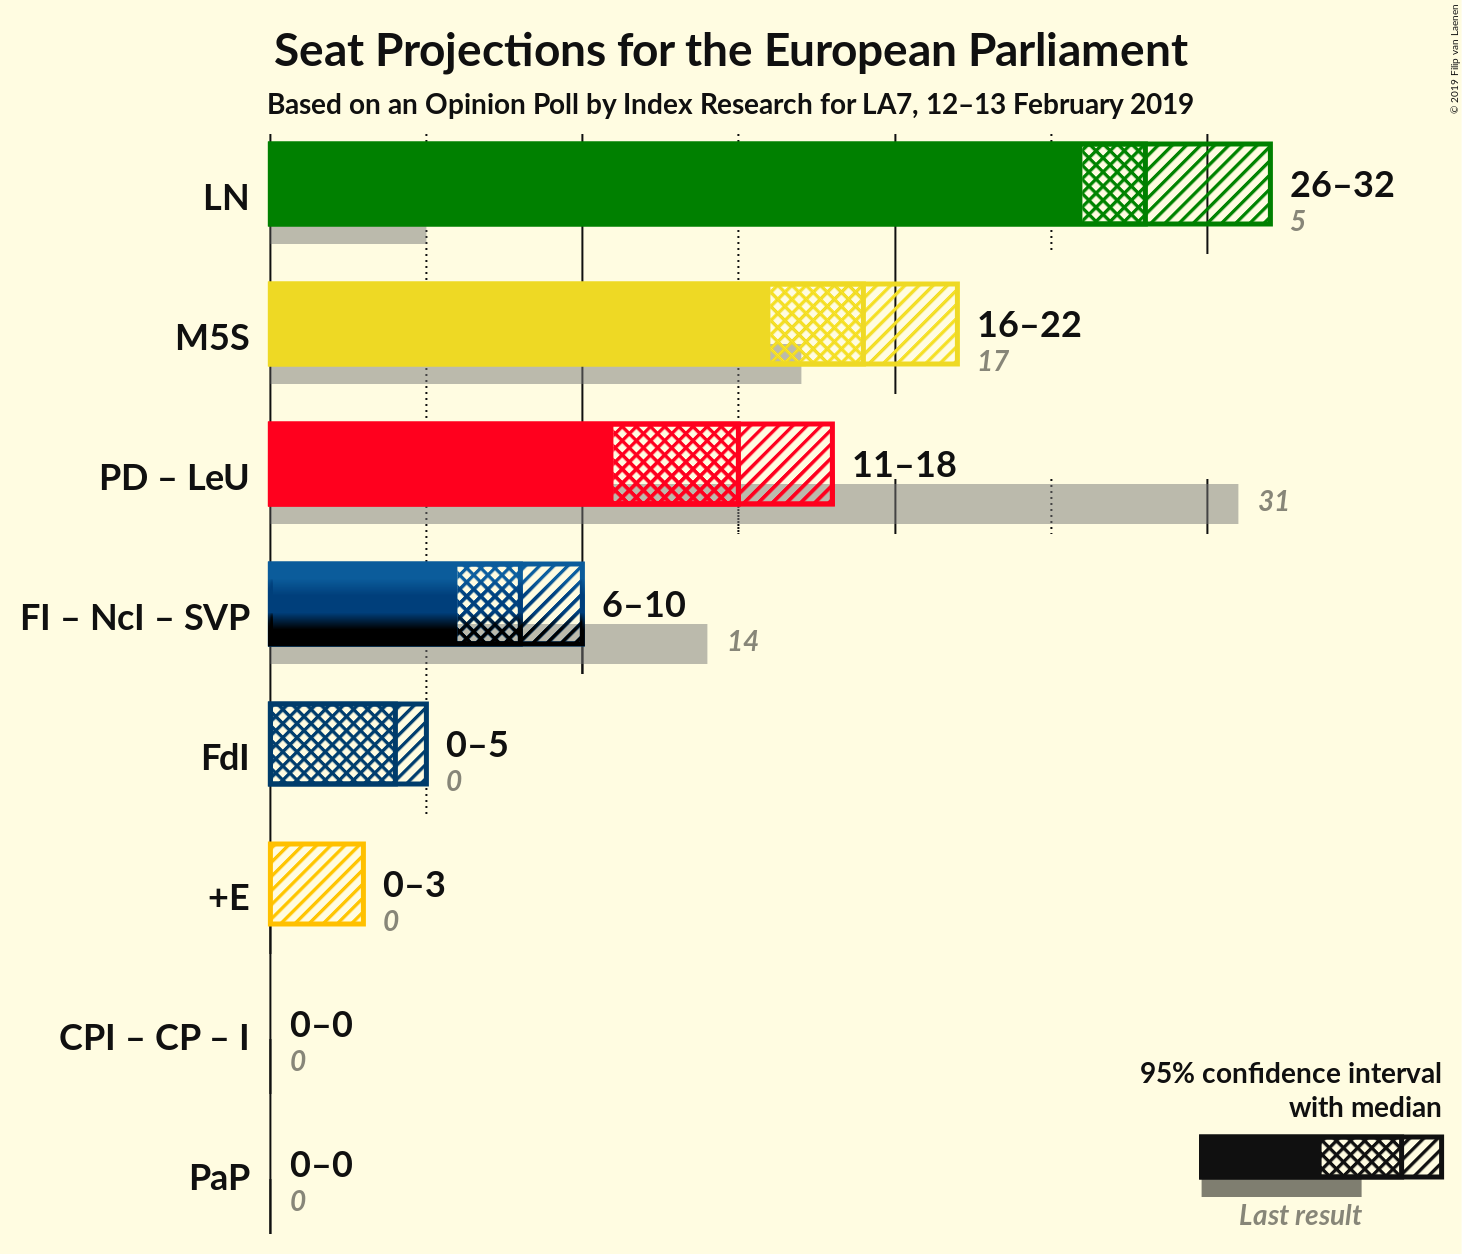 Seat Projections for the European Parliament
Based on an Opinion Poll by Index Research for LA7, 12–13 February 2019
© 2019 Filip van Laenen
LN
26–32
5
M5S
16–22
17
PD – LeU
11–18
31
FI – NcI – SVP
6–10
14
FdI
0–5
0
+E
0–3
0
CPI – CP – I
0–0
0
PaP
0–0
0
95% confidence interval
with median
Last result